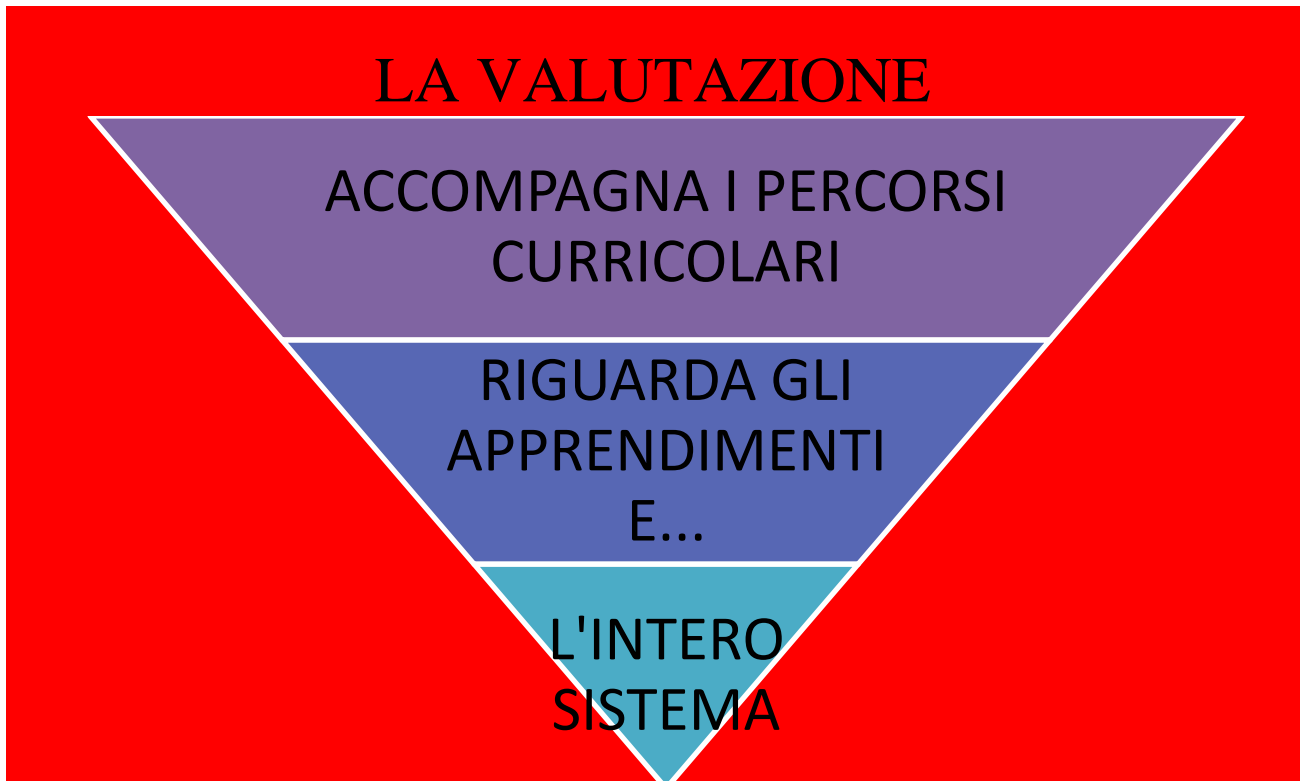 LA VALUTAZIONE
ACCOMPAGNA I PERCORSI
CURRICOLARI
RIGUARDA GLI
APPRENDIMENTI
E...
L'INTERO
SISTEMA